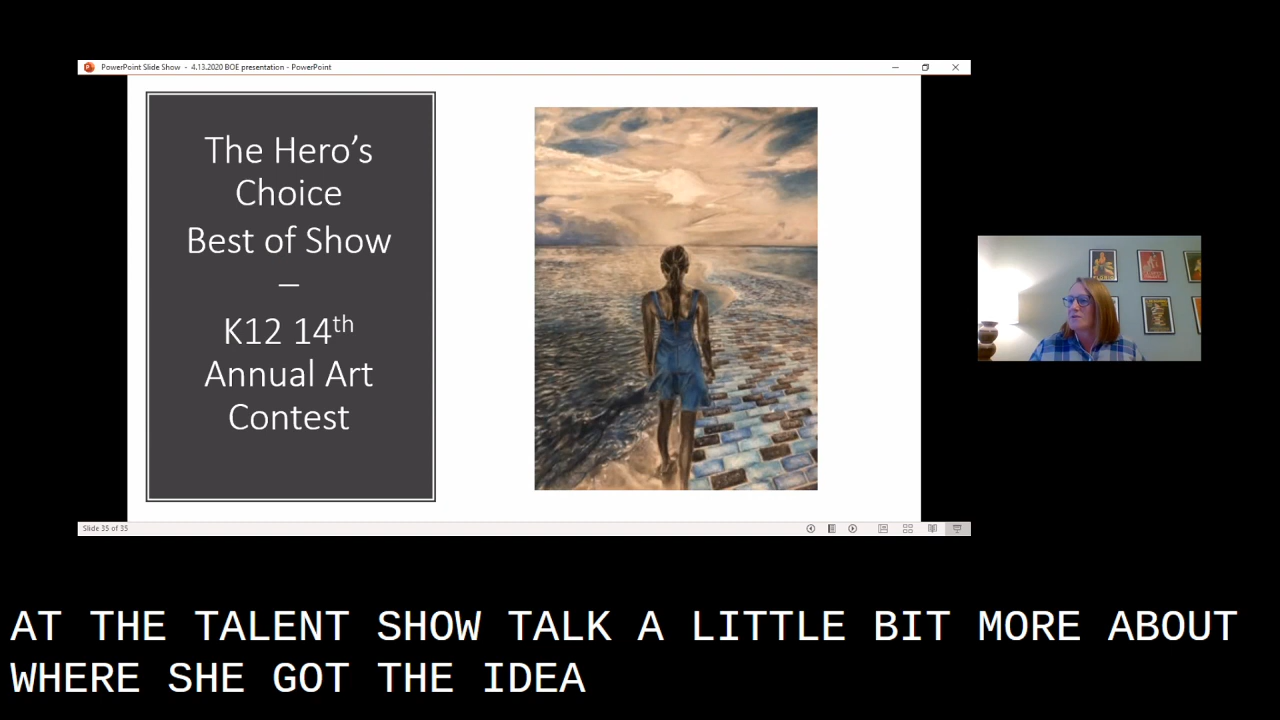 PowerPoint Slide Show - 4.13.2020 BOE presentation - PowerPoint
The Hero's
Choice
Best of Show
–
K12 14th
Annual Art
Contest
Slide 35 of 35
AT THE TALENT SHOW TALK A LITTLE BIT MORE ABOUT
WHERE SHE GOT THE IDEA